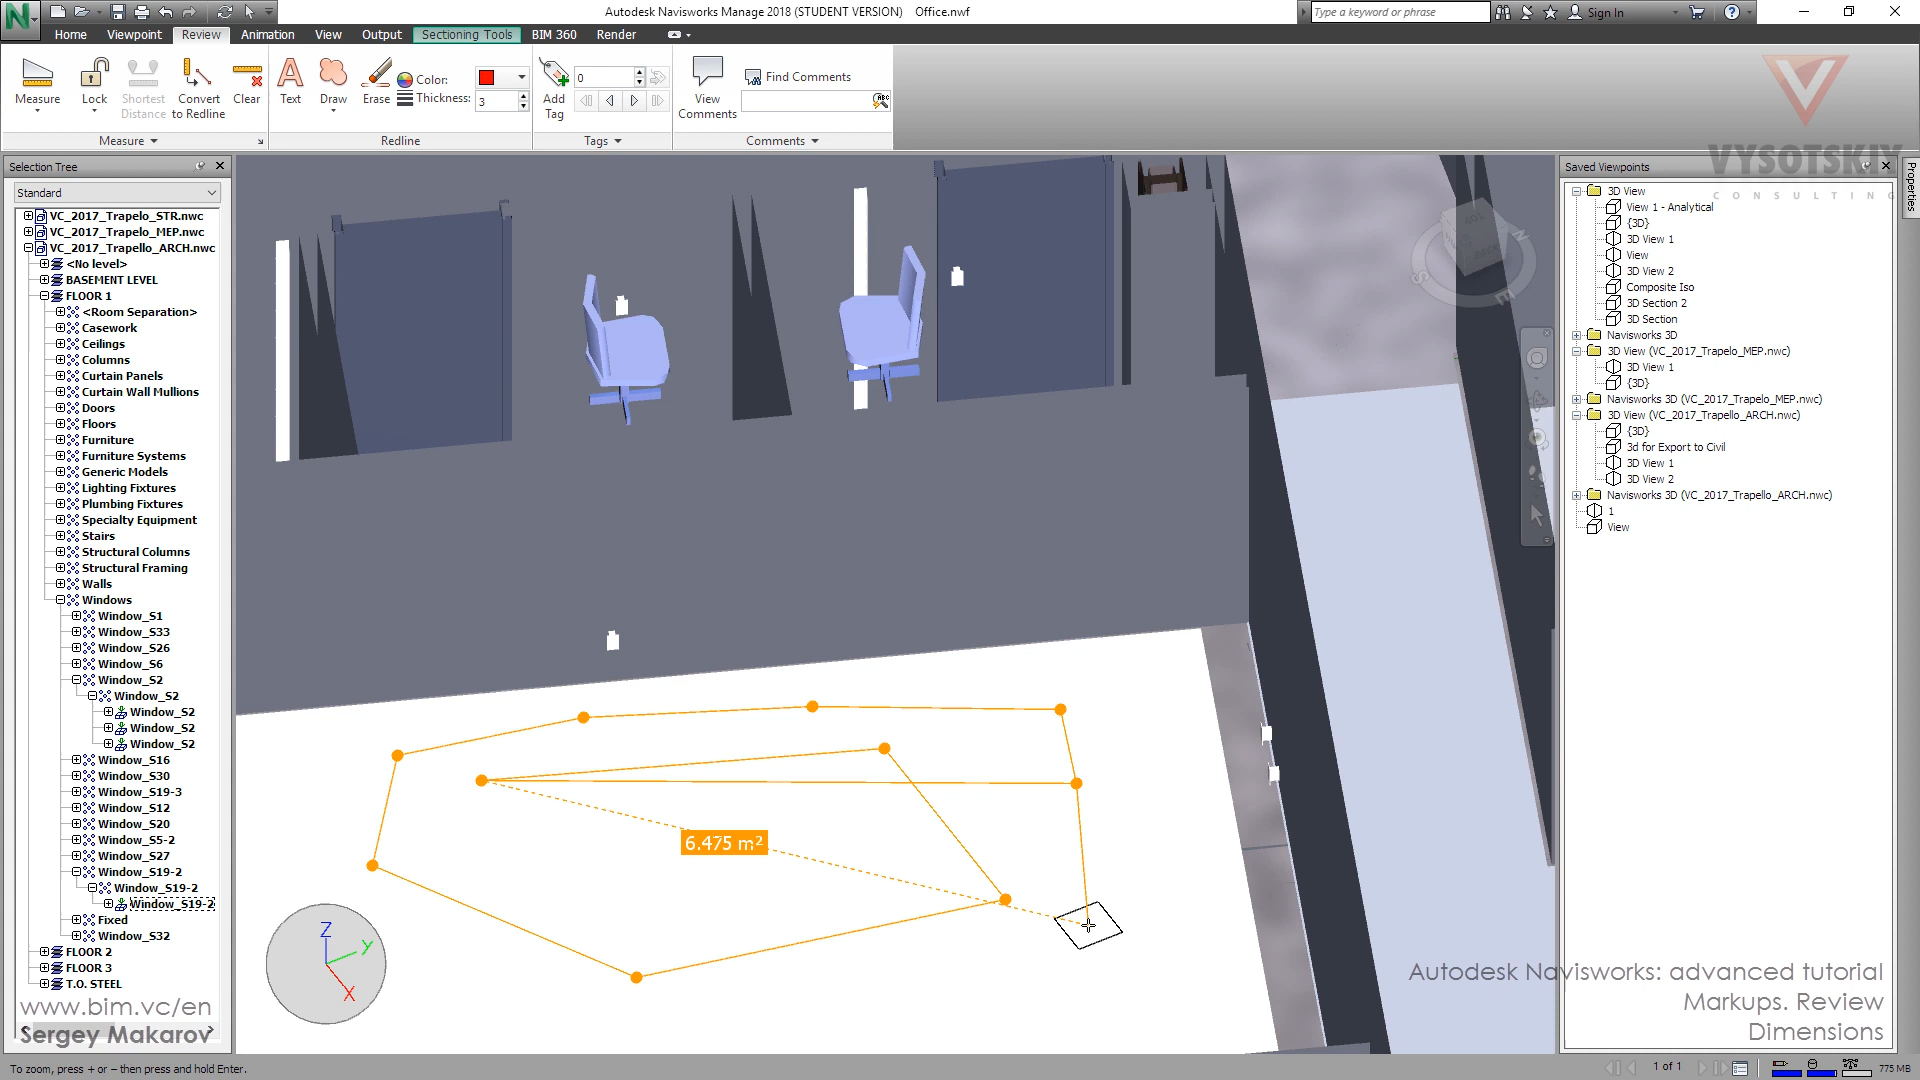 Autodesk Navisworks Manage 2018 (STUDENT VERSION) Office.nwf
Type a keyword or phrase
Sign In
Home Viewpoint Review Animation View Output Sectioning Tools BIM 360 Render
Measure
Lock
Shortest Distance
Convert to Redline
Clear
Text
Draw
Erase
Color:
Thickness: 3
Add Tag
0
View Comments
Find Comments
Measure
Redline
Tags
Comments
VYSOTSKIY
CONSULTING
Selection Tree
Standard
VC_2017_Trapelo_STR.nwc
VC_2017_Trapelo_MEP.nwc
VC_2017_Trapello_ARCH.nwc
<No level>
BASEMENT LEVEL
FLOOR 1
<Room Separation>
Casework
Ceilings
Columns
Curtain Panels
Curtain Wall Mullions
Doors
Floors
Furniture
Furniture Systems
Generic Models
Lighting Fixtures
Plumbing Fixtures
Specialty Equipment
Stairs
Structural Columns
Structural Framing
Walls
Windows
Window_S1
Window_S33
Window_S26
Window_S6
Window_S2
Window_S2
Window_S2
Window_S2
Window_S2
Window_S16
Window_S30
Window_S19-3
Window_S12
Window_S20
Window_S5-2
Window_S27
Window_S19-2
Window_S19-2
Window_S19-2
Fixed
Window_S32
FLOOR 2
FLOOR 3
T.O. STEEL
www.bim.vc/en
Sergey Makarov
6.475 m²
Z
Y
X
Saved Viewpoints
3D View
View 1 - Analytical
{3D}
3D View 1
View
3D View 2
Composite Iso
3D Section 2
3D Section
Navisworks 3D
3D View (VC_2017_Trapelo_MEP.nwc)
3D View 1
{3D}
Navisworks 3D (VC_2017_Trapelo_MEP.nwc)
3D View (VC_2017_Trapello_ARCH.nwc)
{3D}
3d for Export to Civil
3D View 1
3D View 2
Navisworks 3D (VC_2017_Trapello_ARCH.nwc)
1
View
Properties
Autodesk Navisworks: advanced tutorial
Markups. Review
Dimensions
To zoom, press + or – then press and hold Enter.
1 of 1
775 MB